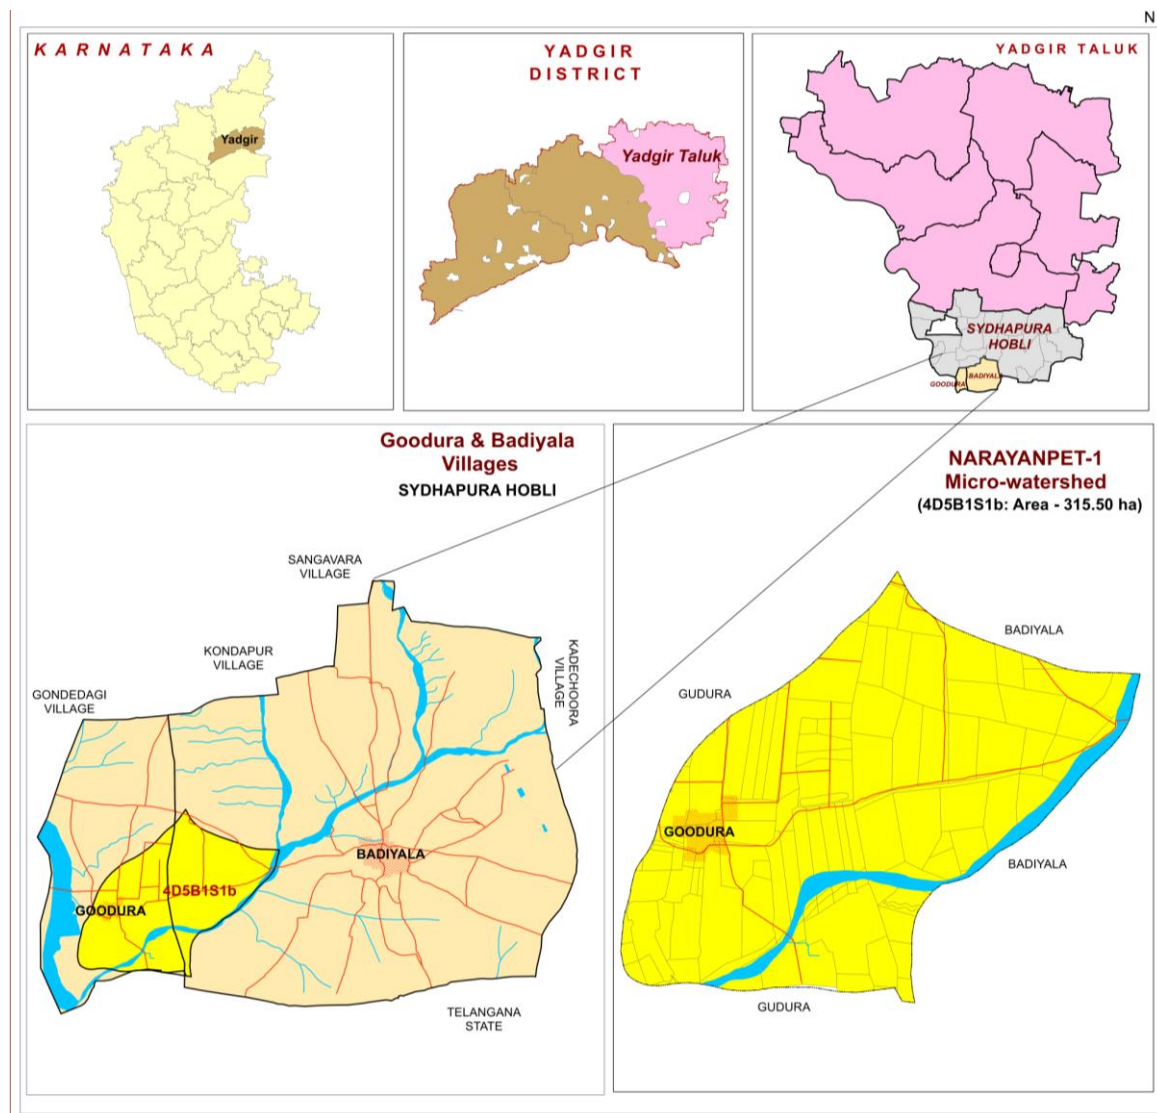 N
KARNATAKA
Yadgir
YADGIR
DISTRICT
Yadgir Taluk
YADGIR TALUK
SYDHAPURA
HOBLI
GOODURA
BADIYALA
Goodura & Badiyala
Villages
SYDHAPURA HOBLI
SANGAVARA
VILLAGE
KONDAPUR
VILLAGE
GONDEDAGI
VILLAGE
KADECHOORA
VILLAGE
BADIYALA
4D5B1S1b
GOODURA
TELANGANA
STATE
NARAYANPET-1
Micro-watershed
(4D5B1S1b: Area - 315.50 ha)
BADIYALA
GUDURA
GOODURA
BADIYALA
GUDURA